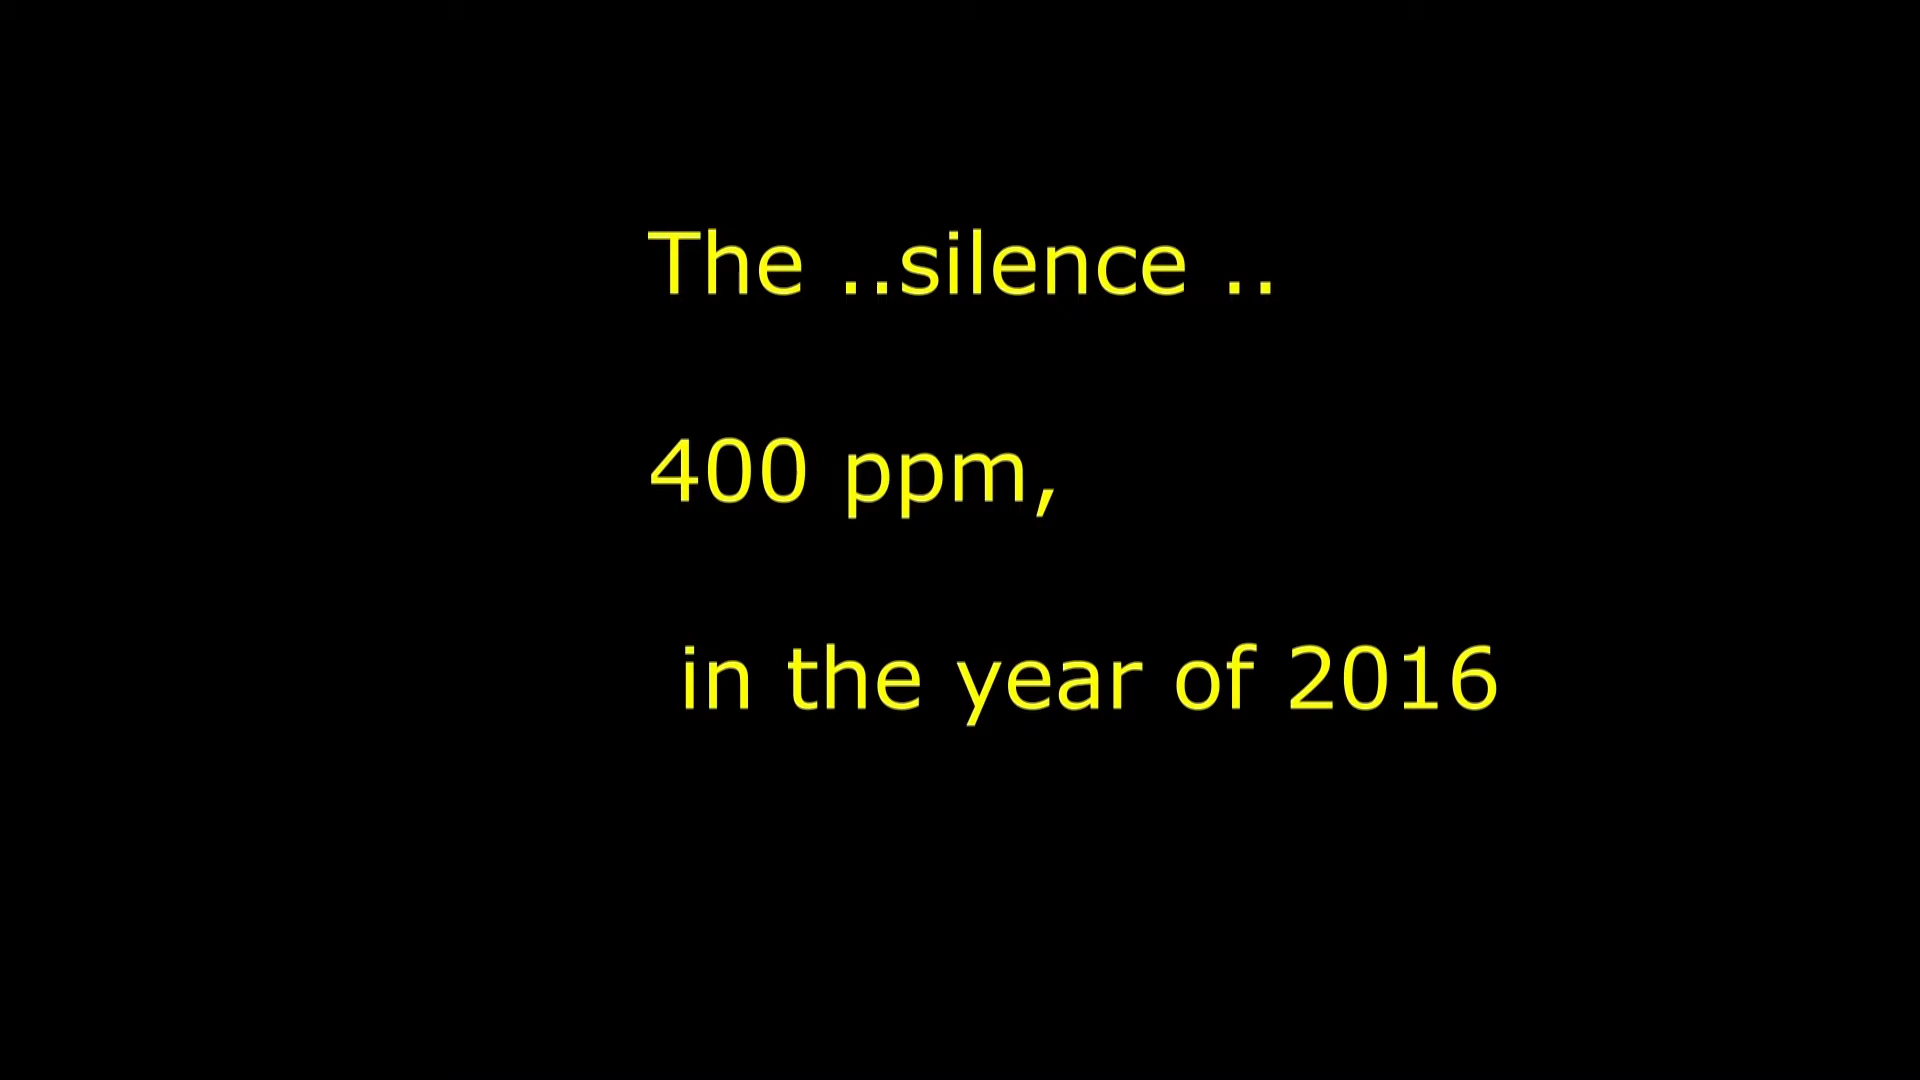 The ..silence ..
400 ppm,
in the year of 2016